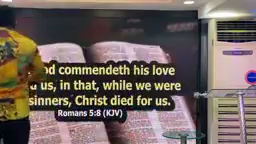 od commendeth his love
d us, in that, while we were
sinners, Christ died for us.
Romans 5:8 (KJV)